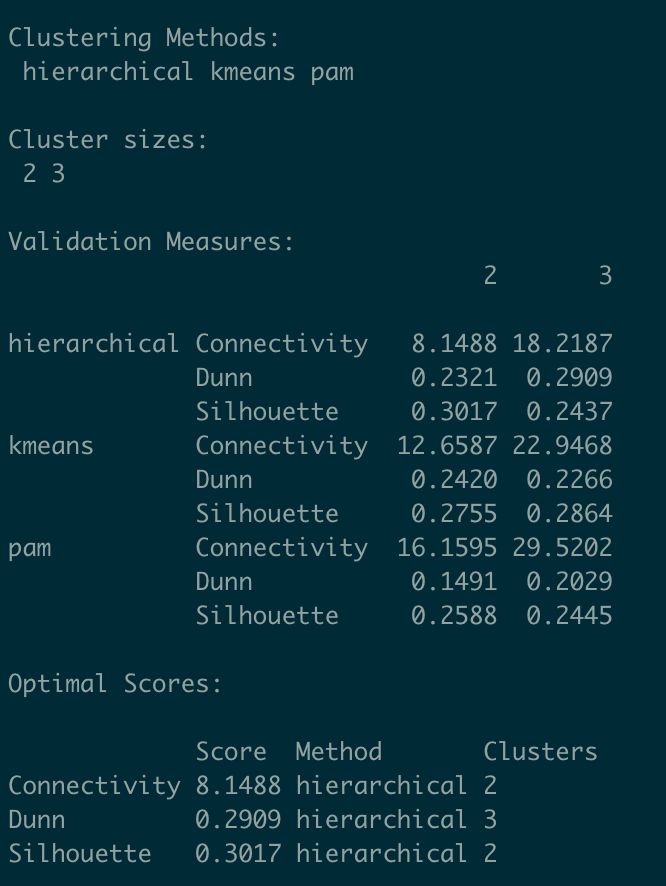 Clustering Methods:
 hierarchical kmeans pam

Cluster sizes:
 2 3

Validation Measures:
                                 2       3

hierarchical Connectivity   8.1488 18.2187
             Dunn           0.2321  0.2909
             Silhouette     0.3017  0.2437
kmeans       Connectivity  12.6587 22.9468
             Dunn           0.2420  0.2266
             Silhouette     0.2755  0.2864
pam          Connectivity  16.1595 29.5202
             Dunn           0.1491  0.2029
             Silhouette     0.2588  0.2445

Optimal Scores:

             Score  Method       Clusters
Connectivity 8.1488 hierarchical 2
Dunn         0.2909 hierarchical 3
Silhouette   0.3017 hierarchical 2